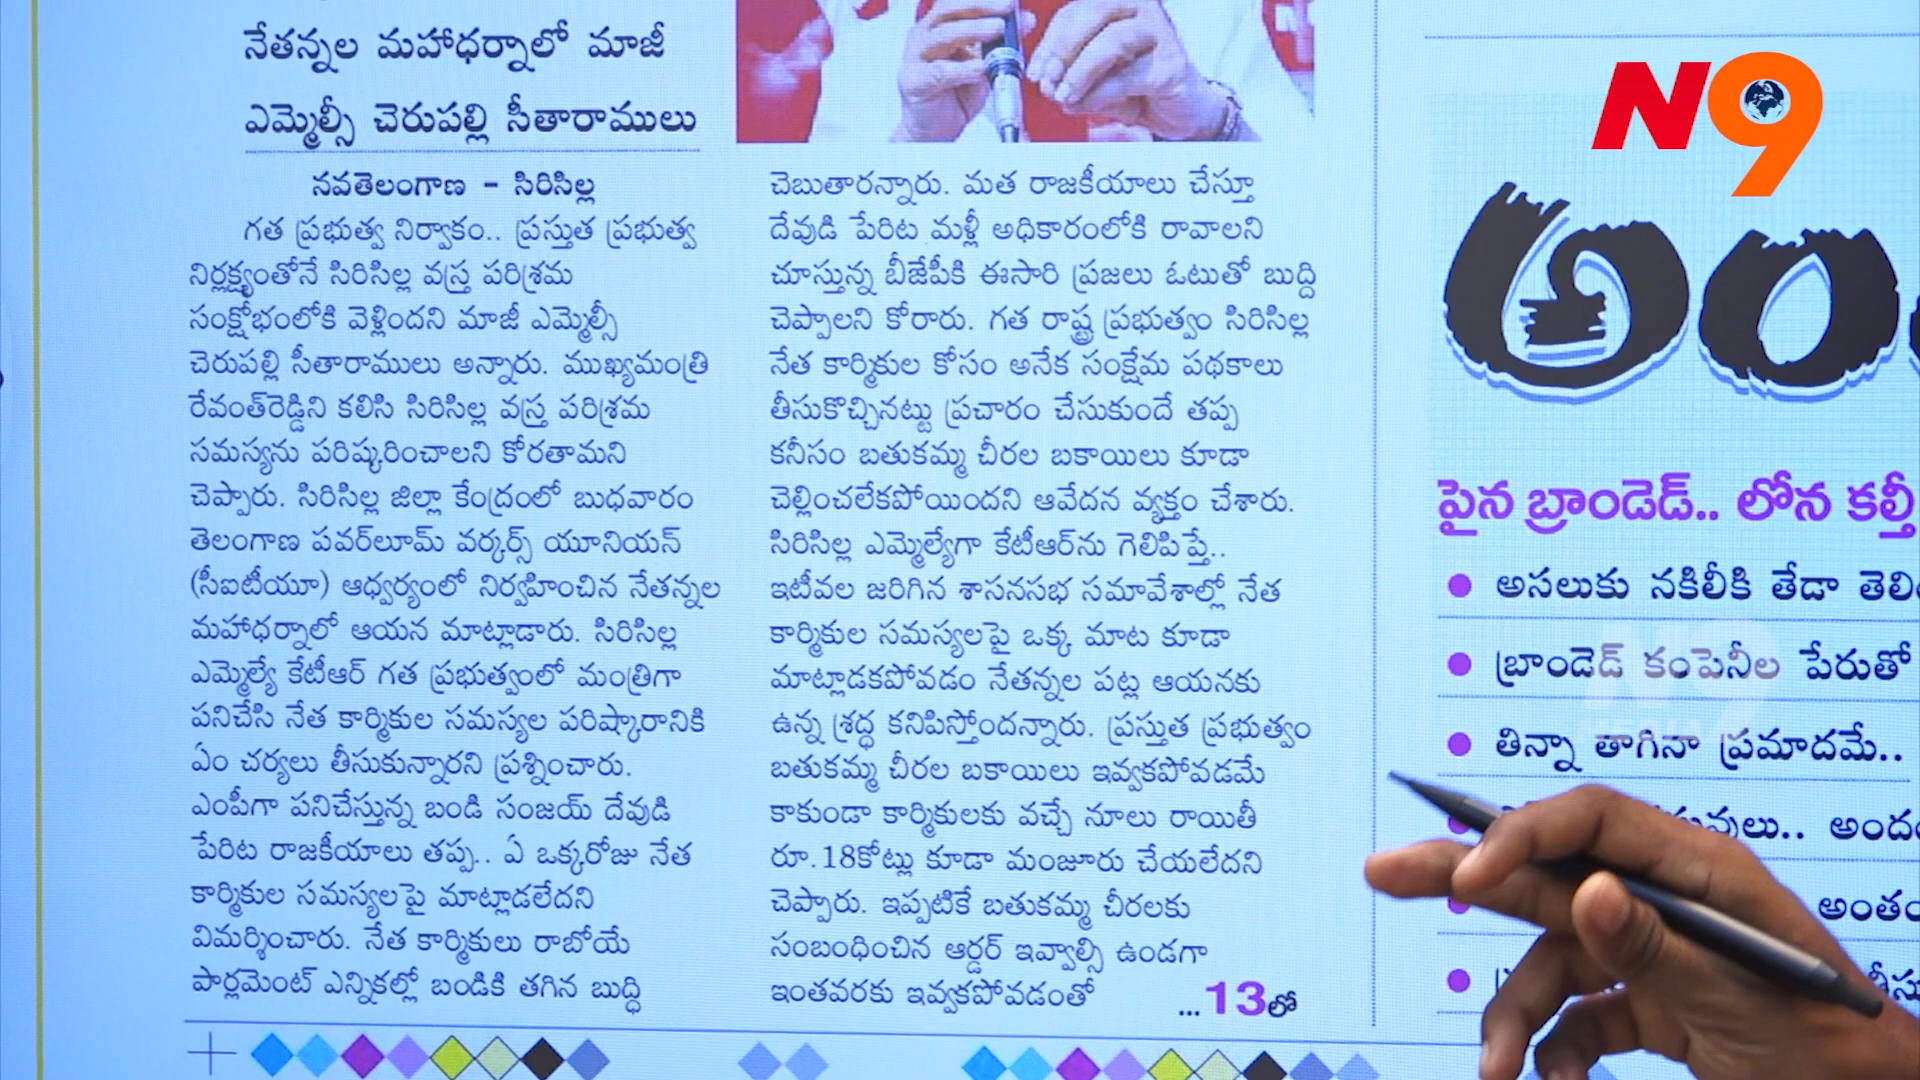 నేతన్నల మహాధర్నాలో మాజీ
ఎమ్మెల్సీ చెరుపల్లి సీతారాములు
నవతెలంగాణ - సిరిసిల్ల
గత ప్రభుత్వ నిర్వాకం.. ప్రస్తుత ప్రభుత్వ
నిర్లక్ష్యంతోనే సిరిసిల్ల వస్త్ర పరిశ్రమ
సంక్షోభంలోకి వెళ్లిందని మాజీ ఎమ్మెల్సీ
చెరుపల్లి సీతారాములు అన్నారు. ముఖ్యమంత్రి
రేవంత్‌రెడ్డిని కలిసి సిరిసిల్ల వస్త్ర పరిశ్రమ
సమస్యను పరిష్కరించాలని కోరతామని
చెప్పారు. సిరిసిల్ల జిల్లా కేంద్రంలో బుధవారం
తెలంగాణ పవర్‌లూమ్ వర్కర్స్ యూనియన్
(సీఐటీయూ) ఆధ్వర్యంలో నిర్వహించిన నేతన్నల
మహాధర్నాలో ఆయన మాట్లాడారు. సిరిసిల్ల
ఎమ్మెల్యే కేటీఆర్ గత ప్రభుత్వంలో మంత్రిగా
పనిచేసి నేత కార్మికుల సమస్యల పరిష్కారానికి
ఏం చర్యలు తీసుకున్నారని ప్రశ్నించారు.
ఎంపీగా పనిచేస్తున్న బండి సంజయ్ దేవుడి
పేరిట రాజకీయాలు తప్ప.. ఏ ఒక్కరోజు నేత
కార్మికుల సమస్యలపై మాట్లాడలేదని
విమర్శించారు. నేత కార్మికులు రాబోయే
పార్లమెంట్ ఎన్నికల్లో బండికి తగిన బుద్ధి
చెబుతారన్నారు. మత రాజకీయాలు చేస్తూ
దేవుడి పేరిట మళ్లీ అధికారంలోకి రావాలని
చూస్తున్న బీజేపీకి ఈసారి ప్రజలు ఓటుతో బుద్ది
చెప్పాలని కోరారు. గత రాష్ట్ర ప్రభుత్వం సిరిసిల్ల
నేత కార్మికుల కోసం అనేక సంక్షేమ పథకాలు
తీసుకొచ్చినట్టు ప్రచారం చేసుకుందే తప్ప
కనీసం బతుకమ్మ చీరల బకాయిలు కూడా
చెల్లించలేకపోయిందని ఆవేదన వ్యక్తం చేశారు.
సిరిసిల్ల ఎమ్మెల్యేగా కేటీఆర్‌ను గెలిపిస్తే..
ఇటీవల జరిగిన శాసనసభ సమావేశాల్లో నేత
కార్మికుల సమస్యలపై ఒక్క మాట కూడా
మాట్లాడకపోవడం నేతన్నల పట్ల ఆయనకు
ఉన్న శ్రద్ధ కనిపిస్తోందన్నారు. ప్రస్తుత ప్రభుత్వం
బతుకమ్మ చీరల బకాయిలు ఇవ్వకపోవడమే
కాకుండా కార్మికులకు వచ్చే నూలు రాయితీ
రూ.18కోట్లు కూడా మంజూరు చేయలేదని
చెప్పారు. ఇప్పటికే బతుకమ్మ చీరలకు
సంబంధించిన ఆర్డర్ ఇవ్వాల్సి ఉండగా
ఇంతవరకు ఇవ్వకపోవడంతో
...13లో
N9
పైన బ్రాండెడ్.. లోన కల్తీ
అసలుకు నకిలీకి తేడా
బ్రాండెడ్ కంపెనీల పేరుతో
తిన్నా తాగినా ప్రమాదమే..